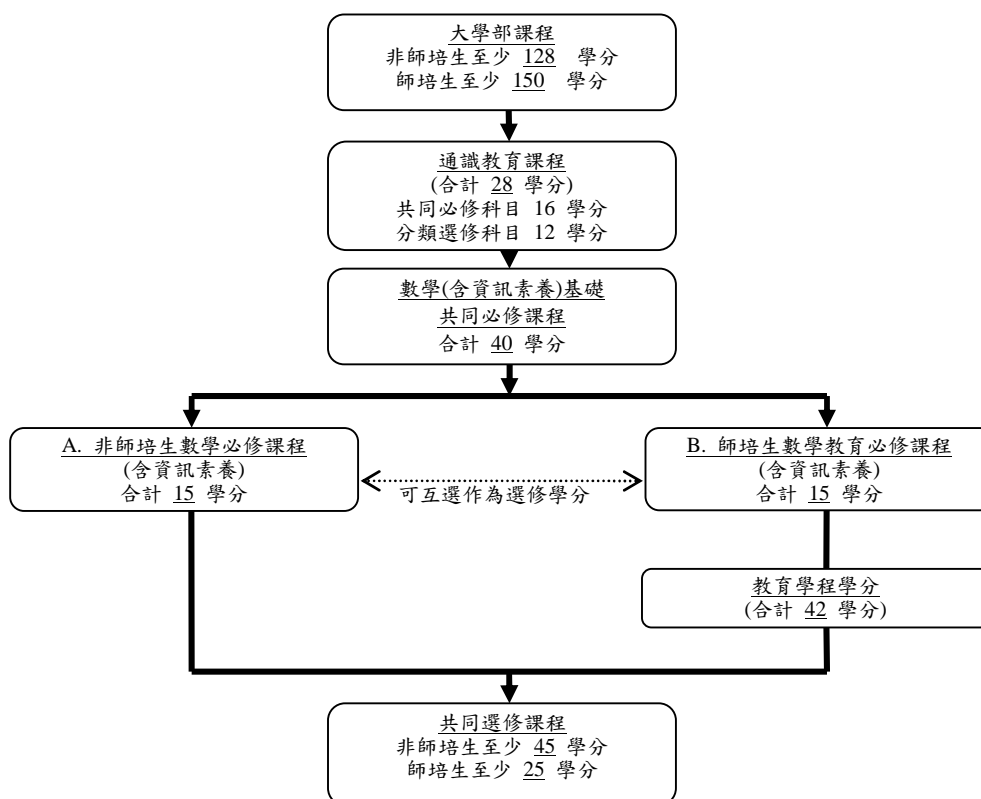 大學部課程
非師培生至少 128 學分
師培生至少 150 學分
通識教育課程
(合計 28 學分)
共同必修科目 16 學分
分類選修科目 12 學分
數學(含資訊素養)基礎
共同必修課程
合計 40 學分
A. 非師培生數學必修課程
(含資訊素養)
合計 15 學分
可互選作為選修學分
B. 師培生數學教育必修課程
(含資訊素養)
合計 15 學分
教育學程學分
(合計 42 學分)
共同選修課程
非師培生至少 45 學分
師培生至少 25 學分